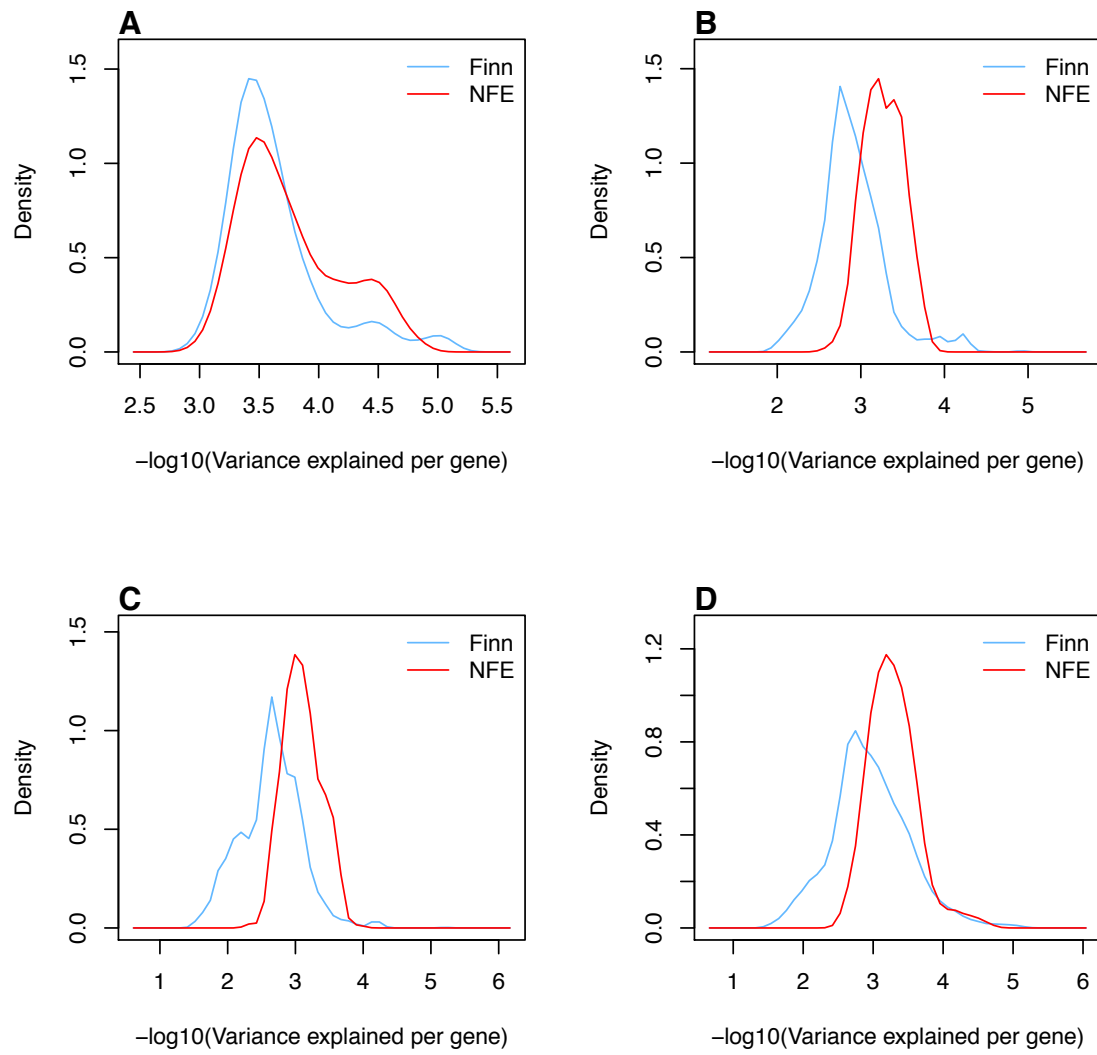 A
Finn
NFE
Density
0.0
0.5
1.0
1.5
2.5 3.0 3.5 4.0 4.5 5.0 5.5
−log10(Variance explained per gene)
B
Finn
NFE
Density
0.0
0.5
1.0
1.5
2 3 4 5
−log10(Variance explained per gene)
C
Finn
NFE
Density
0.0
0.5
1.0
1.5
1 2 3 4 5 6
−log10(Variance explained per gene)
D
Finn
NFE
Density
0.0
0.4
0.8
1.2
1 2 3 4 5 6
−log10(Variance explained per gene)